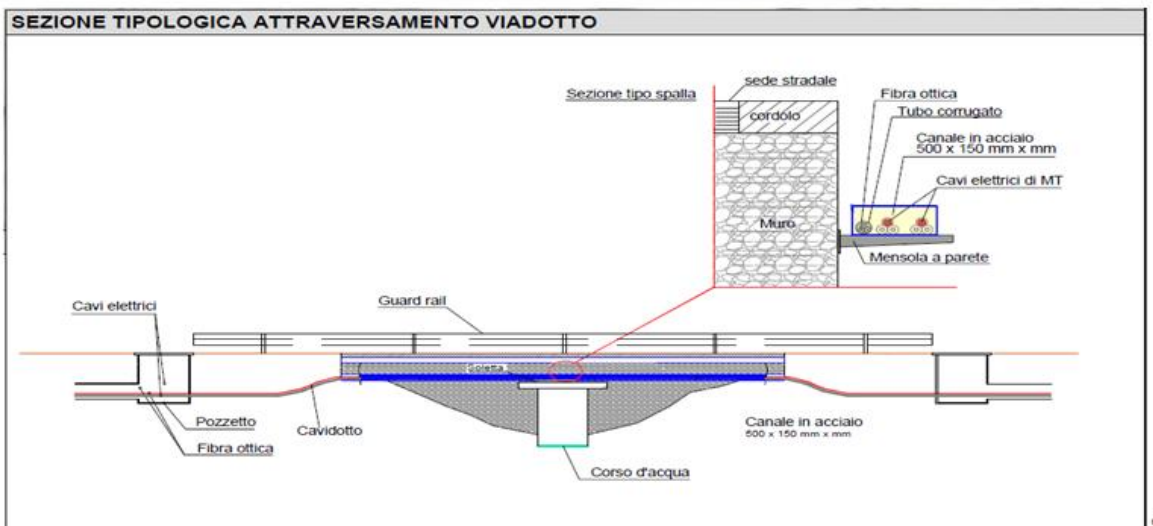 SEZIONE TIPOLOGICA ATTRAVERSAMENTO VIADOTTO
sede stradale
Sezione tipo spalla
Fibra ottica
Tubo corrugato
cordolo
Canale in acciaio
500 x 150 mm x mm
Cavi elettrici di MT
Muro
Mensola a parete
Guard rail
Cavi elettrici
Soletta
Pozzetto
Cavidotto
Fibra ottica
Canale in acciaio
500 x 150 mm x mm
Corso d'acqua